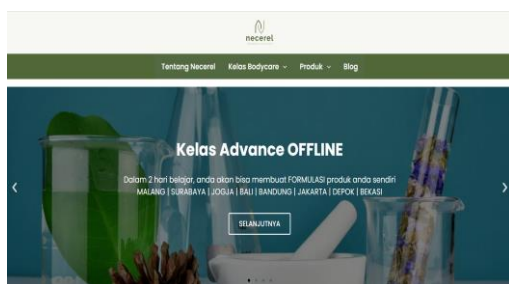 necerel
Tentang Necerel Kelas Bodycare Produk Blog
Kelas Advance OFFLINE
Dalam 2 hari belajar, anda akan bisa membuat FORMULASI produk anda sendiri
MALANG | SURABAYA | JOGJA | BALI | BANDUNG | JAKARTA | DEPOK | BEKASI
SELANJUTNYA